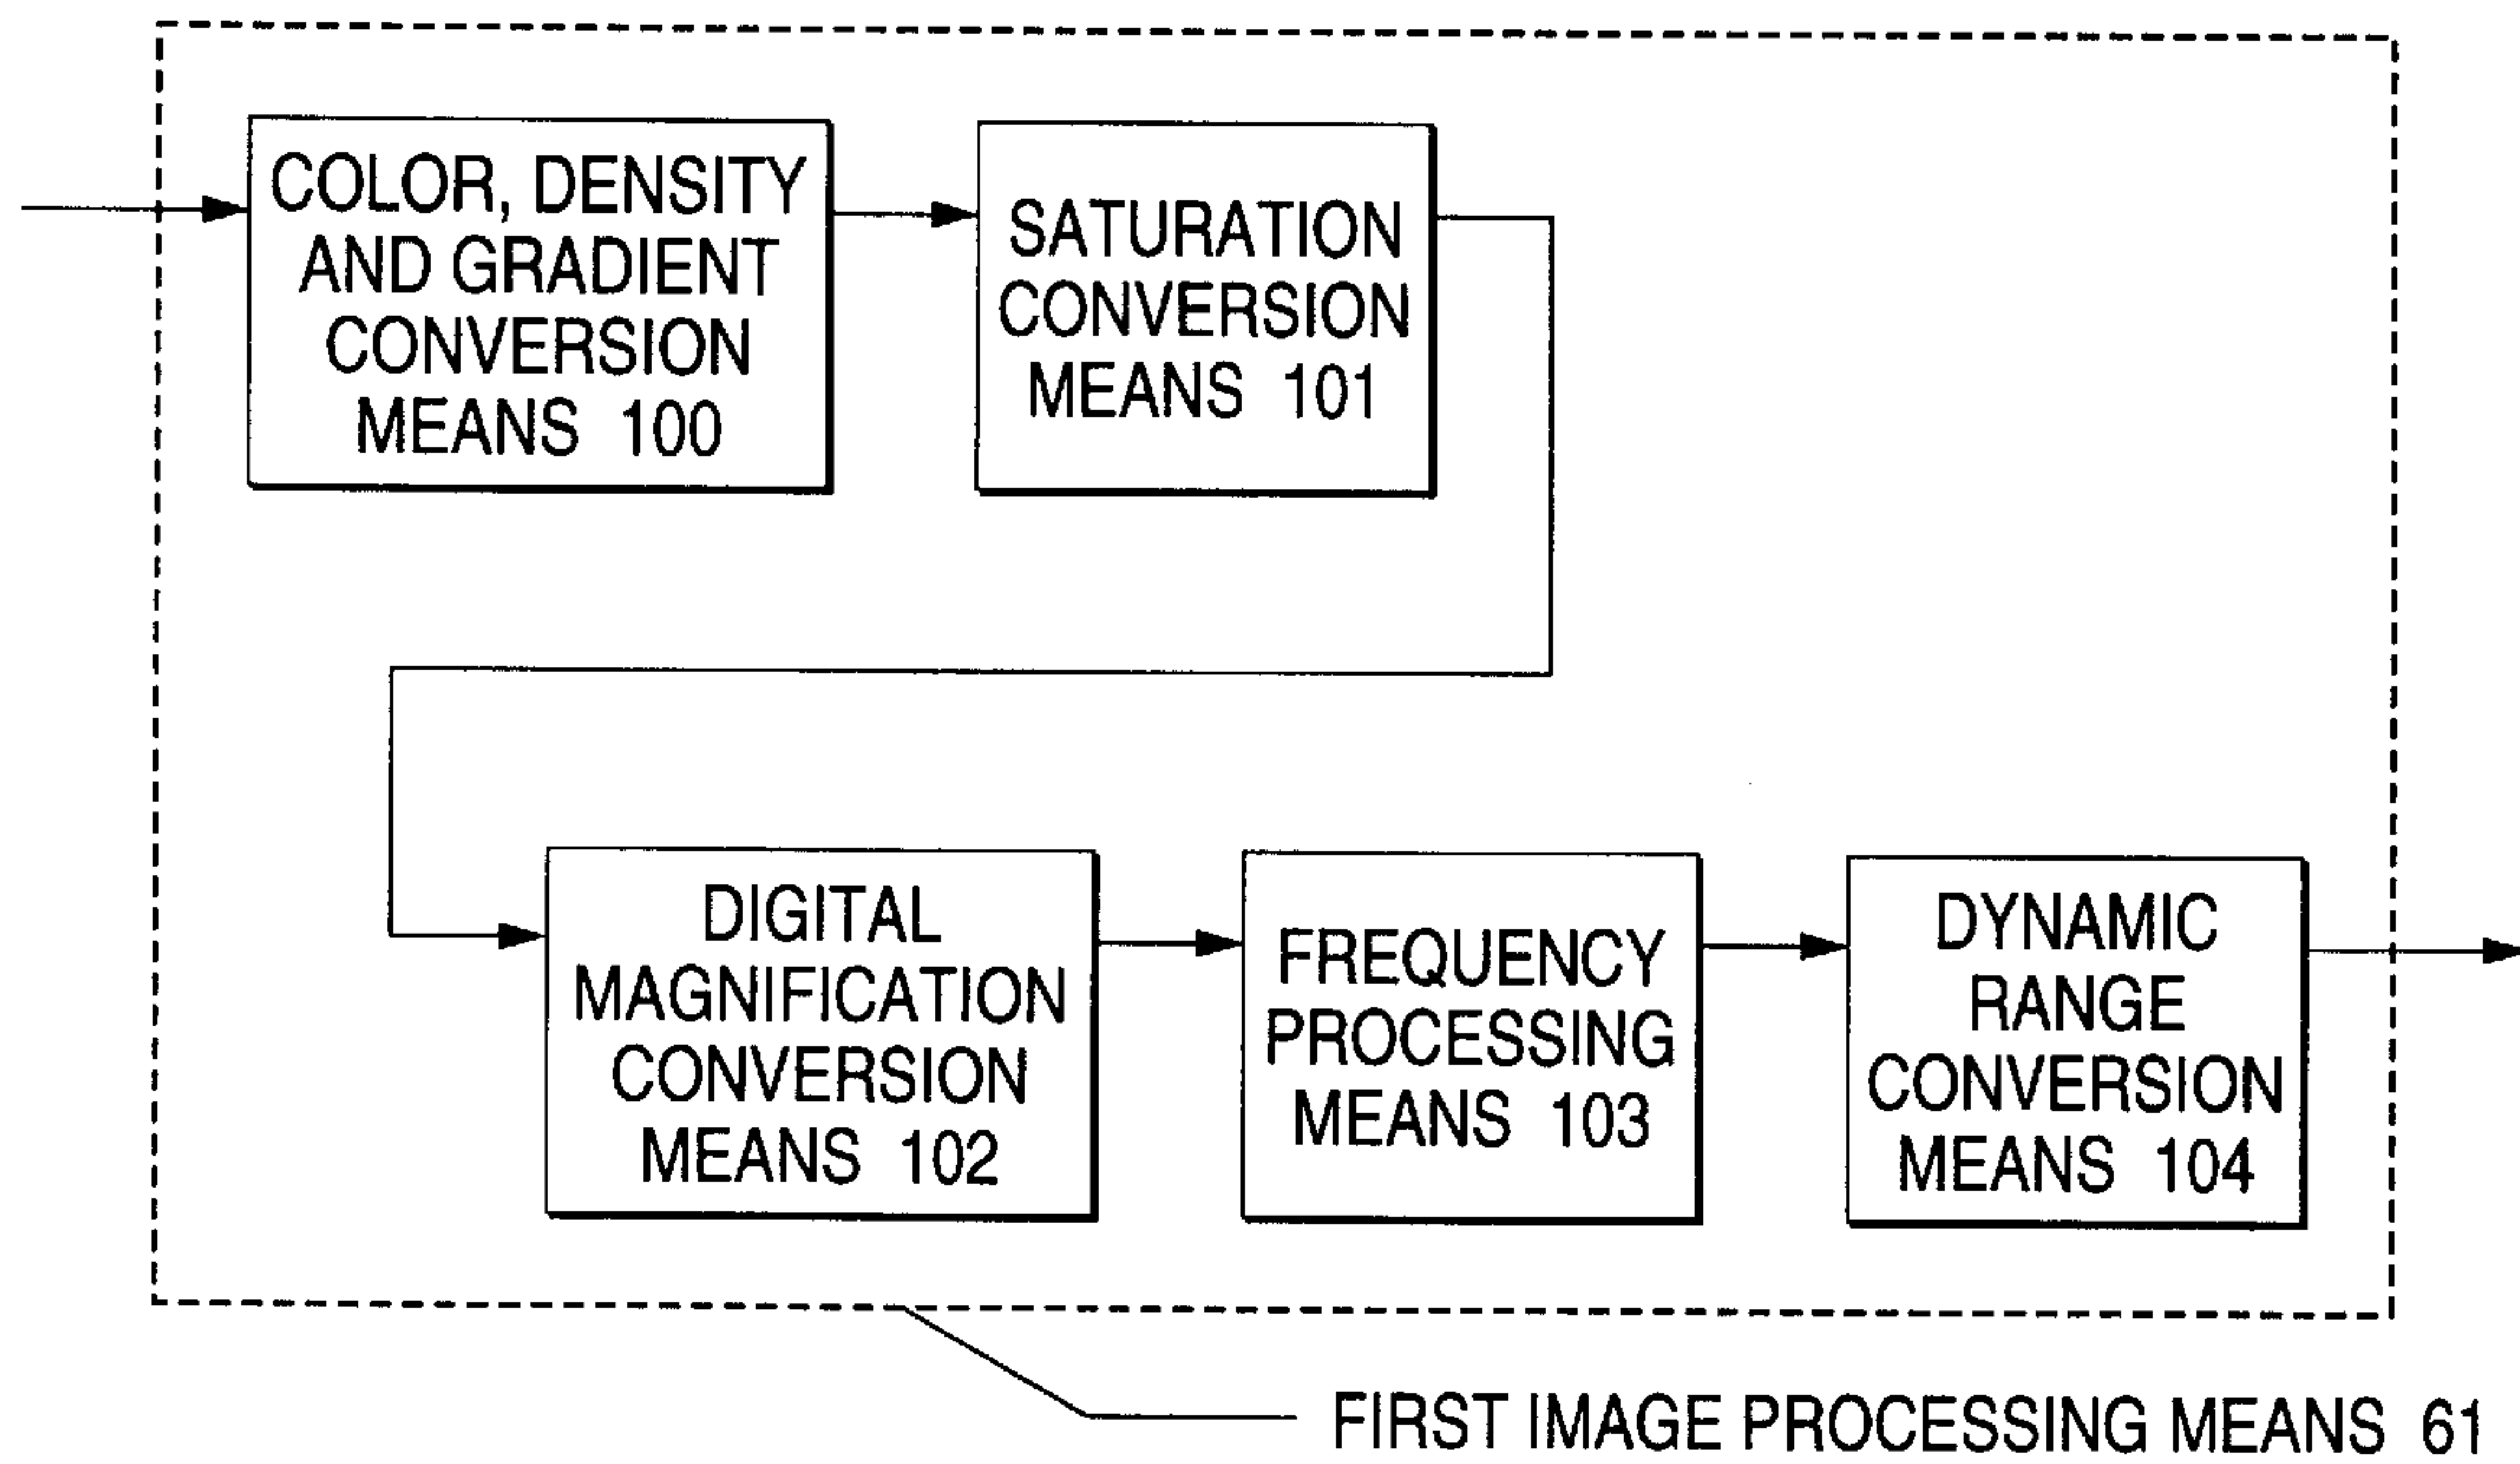 COLOR, DENSITY
AND GRADIENT
CONVERSION
MEANS 100
SATURATION
CONVERSION
MEANS 101
DIGITAL
MAGNIFICATION
CONVERSION
MEANS 102
FREQUENCY
PROCESSING
MEANS 103
DYNAMIC
RANGE
CONVERSION
MEANS 104
FIRST IMAGE PROCESSING MEANS 61